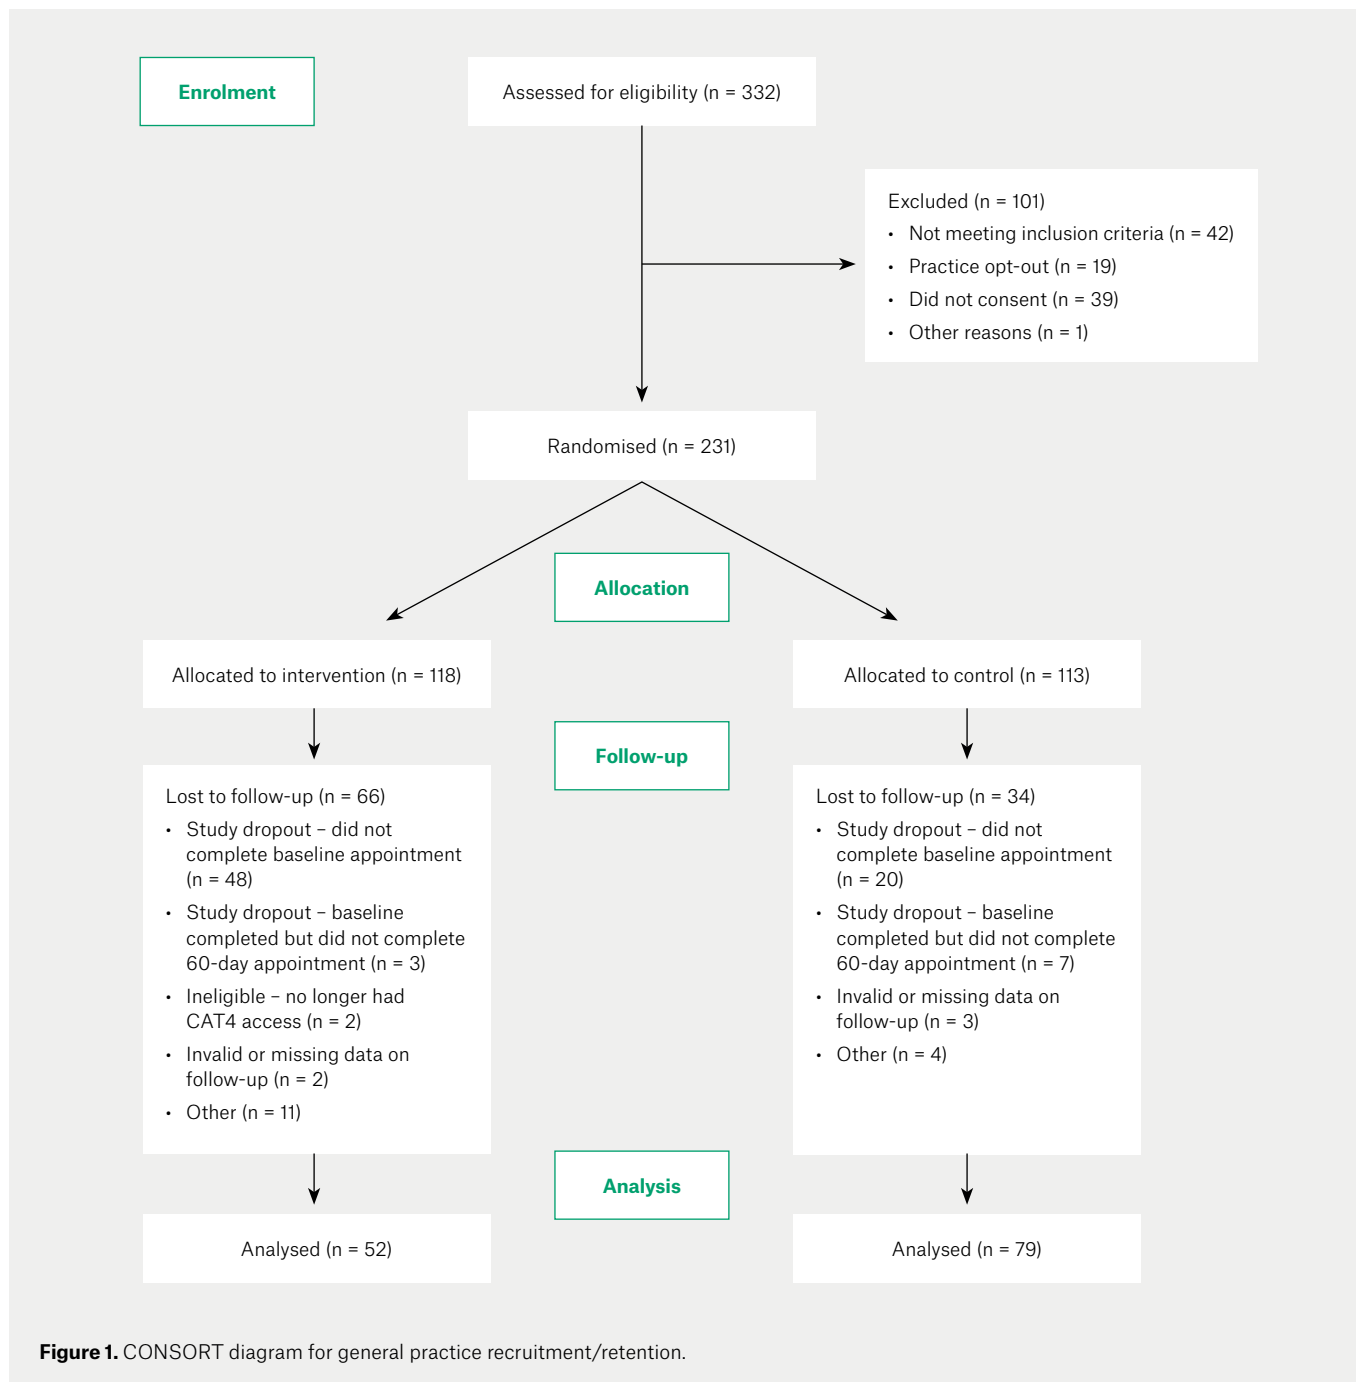 Enrolment
Assessed for eligibility (n = 332)
Excluded (n = 101)
• Not meeting inclusion criteria (n = 42)
• Practice opt-out (n = 19)
• Did not consent (n = 39)
• Other reasons (n = 1)
Randomised (n = 231)
Allocation
Allocated to intervention (n = 118)
Allocated to control (n = 113)
Follow-up
Lost to follow-up (n = 66)
• Study dropout – did not
complete baseline appointment
(n = 48)
• Study dropout – baseline
completed but did not complete
60-day appointment (n = 3)
• Ineligible – no longer had
CAT4 access (n = 2)
• Invalid or missing data on
follow-up (n = 2)
• Other (n = 11)
Lost to follow-up (n = 34)
• Study dropout – did not
complete baseline appointment
(n = 20)
• Study dropout – baseline
completed but did not complete
60-day appointment (n = 7)
• Invalid or missing data on
follow-up (n = 3)
• Other (n = 4)
Analysis
Analysed (n = 52)
Analysed (n = 79)
Figure 1. CONSORT diagram for general practice recruitment/retention.